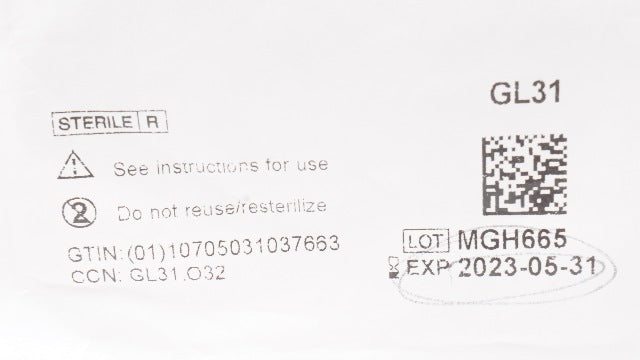 GL31
STERILE R
See instructions for use
2 Do not reuse/resterilize
GTIN:(01)10705031037663
CCN: GL31.O32
LOT MGH665
EXP 2023-05-31